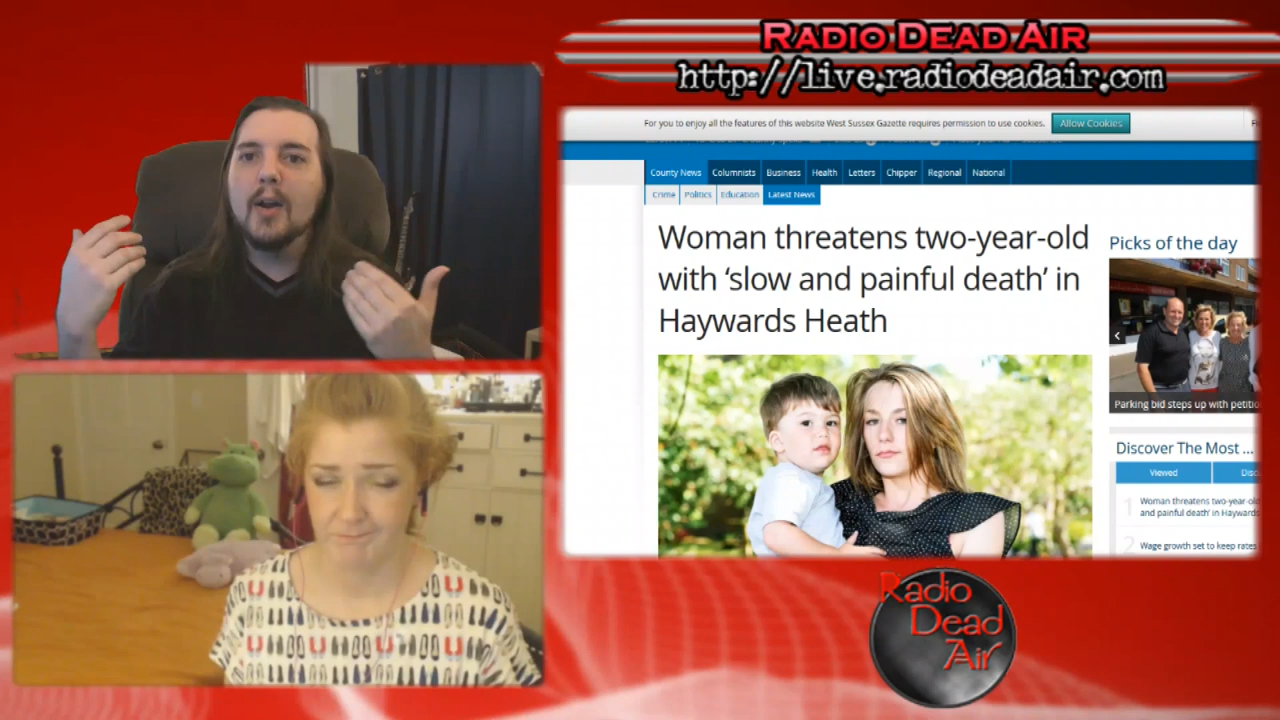 RADIO DEAD AIR
http://live.radiodeadair.com
For you to enjoy all the features of this website West Sussex Gazette requires permission to use cookies.
Allow Cookies
County News
Columnists
Business
Health
Letters
Chipper
Regional
National
Crime
Politics
Education
Latest News
Woman threatens two-year-old
with ‘slow and painful death’ in
Haywards Heath
Picks of the day
Parking bid steps up with petitio
Discover The Most ...
Viewed
Disc
1
Woman threatens two-year-old
and painful death' in Haywards
2
Wage growth set to keep rates
Radio
Dead
Air